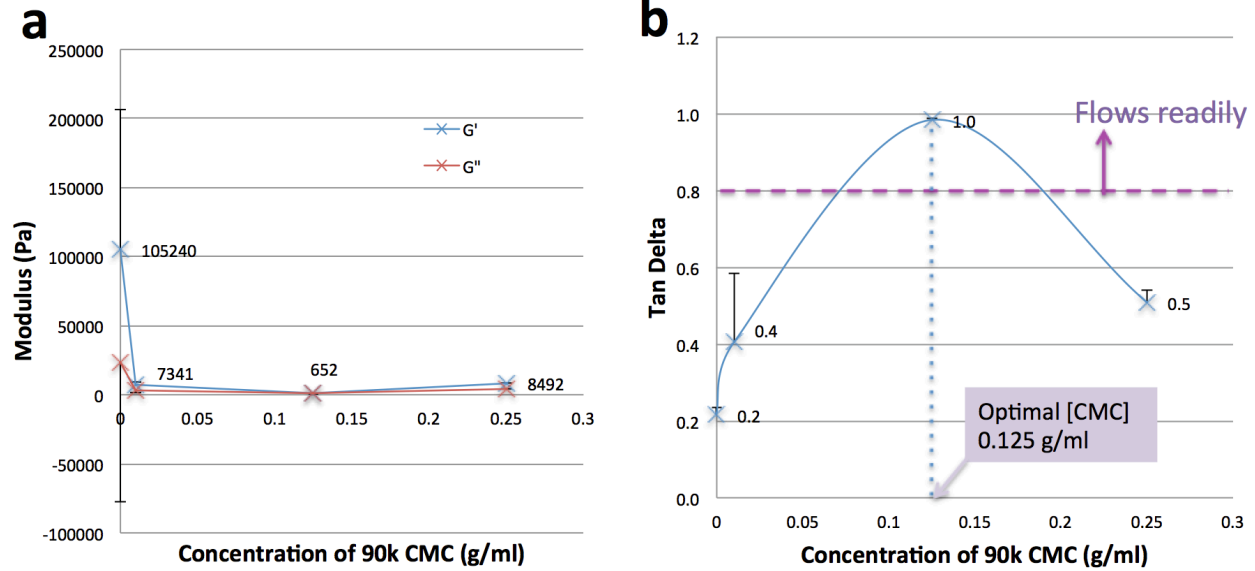 a
250000
200000
150000
100000
50000
0
-50000
-100000
Modulus (Pa)
G'
G"
105240
7341
652
8492
0 0.05 0.1 0.15 0.2 0.25 0.3
Concentration of 90k CMC (g/ml)
b
1.2
1.0
0.8
0.6
0.4
0.2
0.0
Tan Delta
Flows readily
1.0
0.4
0.5
0.2
Optimal [CMC]
0.125 g/ml
0 0.05 0.1 0.15 0.2 0.25 0.3
Concentration of 90k CMC (g/ml)